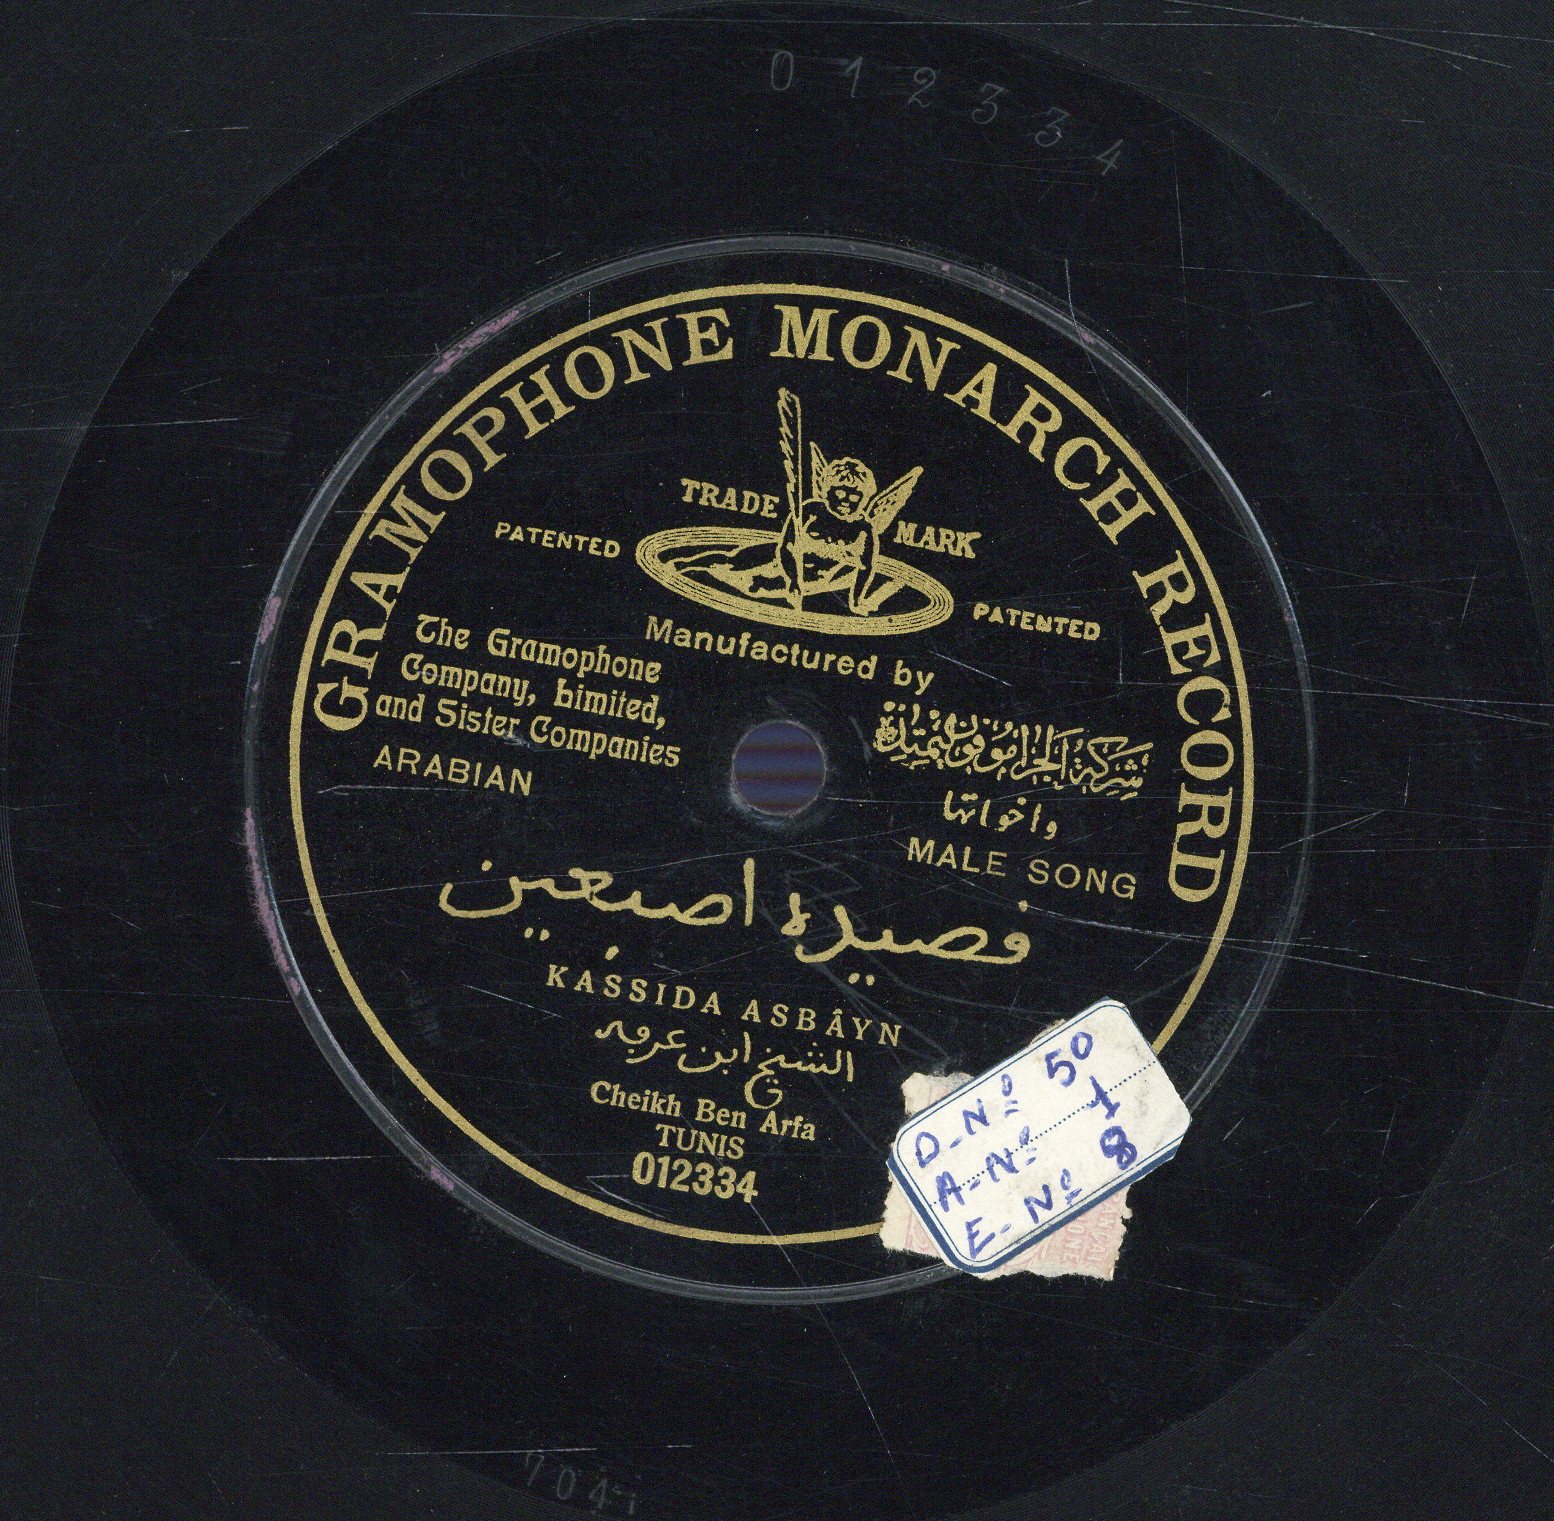 012334
GRAMOPHONE MONARCH RECORD
TRADE MARK
PATENTED
PATENTED
Manufactured by
The Gramophone
Company, Limited,
and Sister Companies
شركة الجراموفون ليمتد
واخواتها
ARABIAN
MALE SONG
قصيده اصبعين
KASSIDA ASBÂYN
الشيخ ابن عرفه
Cheikh Ben Arfa
TUNIS
012334
D-Nº 50
A-Nº 1
E-Nº 8